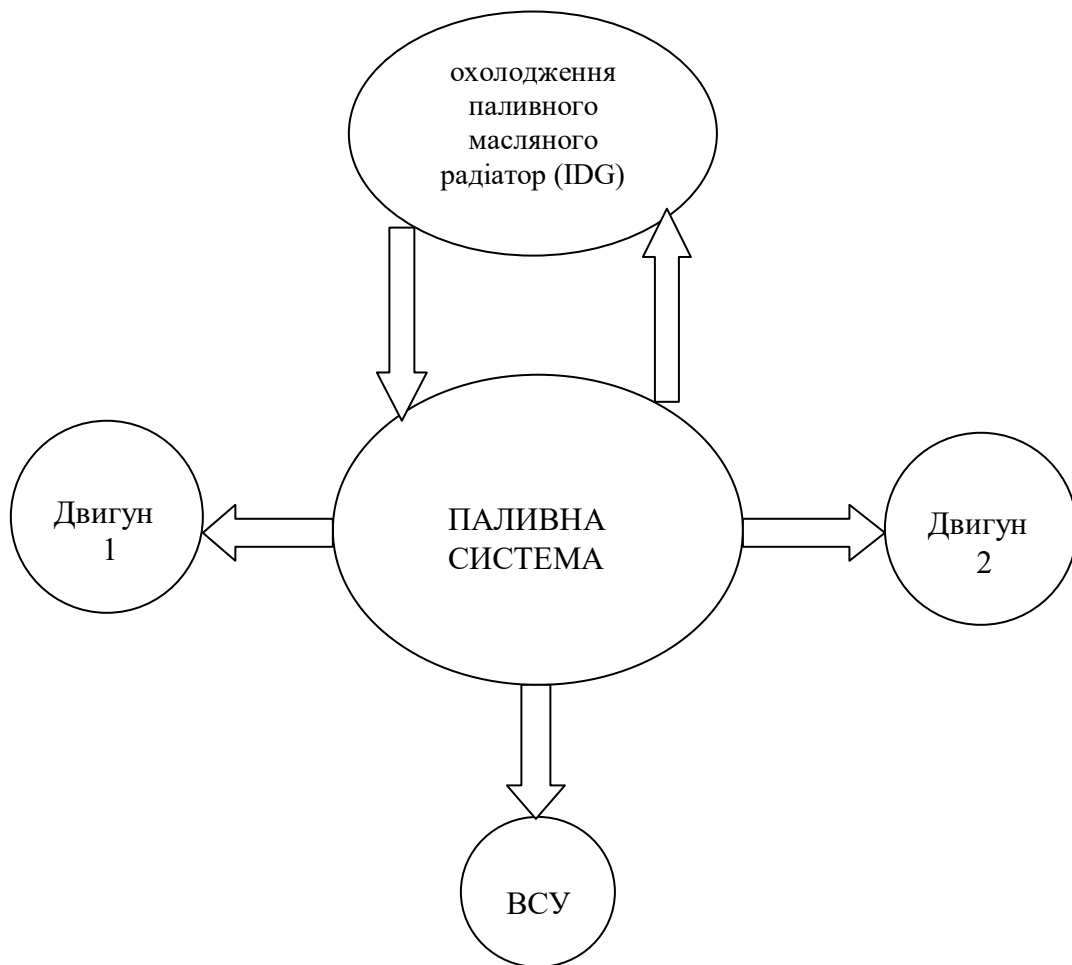 охолодження
паливного
масляного
радіатор (IDG)
Двигун
1
ПАЛИВНА
СИСТЕМА
Двигун
2
ВСУ